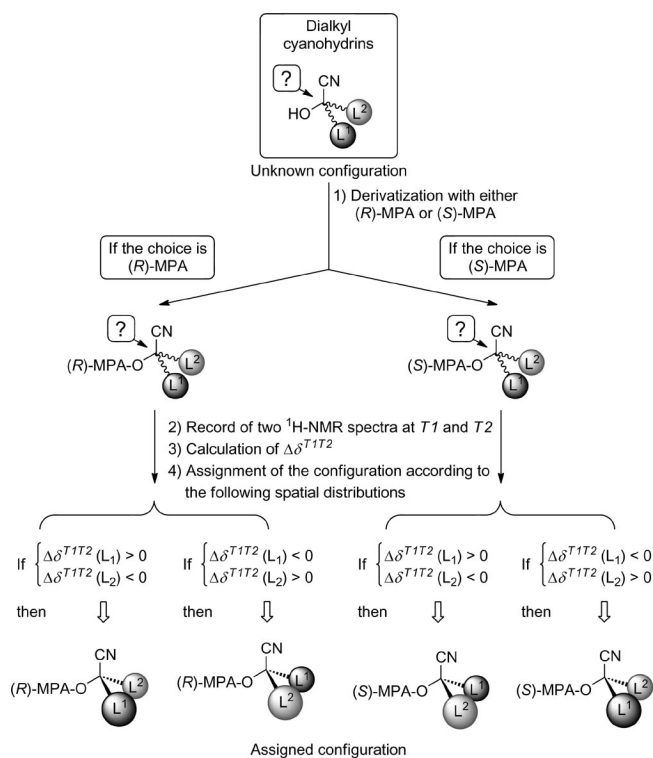 Dialkyl
cyanohydrins
?
CN
HO
L²
L¹
Unknown configuration
1) Derivatization with either
(R)-MPA or (S)-MPA
If the choice is
(R)-MPA
If the choice is
(S)-MPA
?
CN
(R)-MPA-O
L²
L¹
?
CN
(S)-MPA-O
L²
L¹
2) Record of two ¹H-NMR spectra at T1 and T2
3) Calculation of Δδᵀ¹ᵀ²
4) Assignment of the configuration according to
the following spatial distributions
If { Δδᵀ¹ᵀ² (L₁) > 0
Δδᵀ¹ᵀ² (L₂) < 0
then
If { Δδᵀ¹ᵀ² (L₁) < 0
Δδᵀ¹ᵀ² (L₂) > 0
then
If { Δδᵀ¹ᵀ² (L₁) > 0
Δδᵀ¹ᵀ² (L₂) < 0
then
If { Δδᵀ¹ᵀ² (L₁) < 0
Δδᵀ¹ᵀ² (L₂) > 0
then
CN
(R)-MPA-O
L²
L¹
CN
(R)-MPA-O
L¹
L²
CN
(S)-MPA-O
L¹
L²
CN
(S)-MPA-O
L²
L¹
Assigned configuration